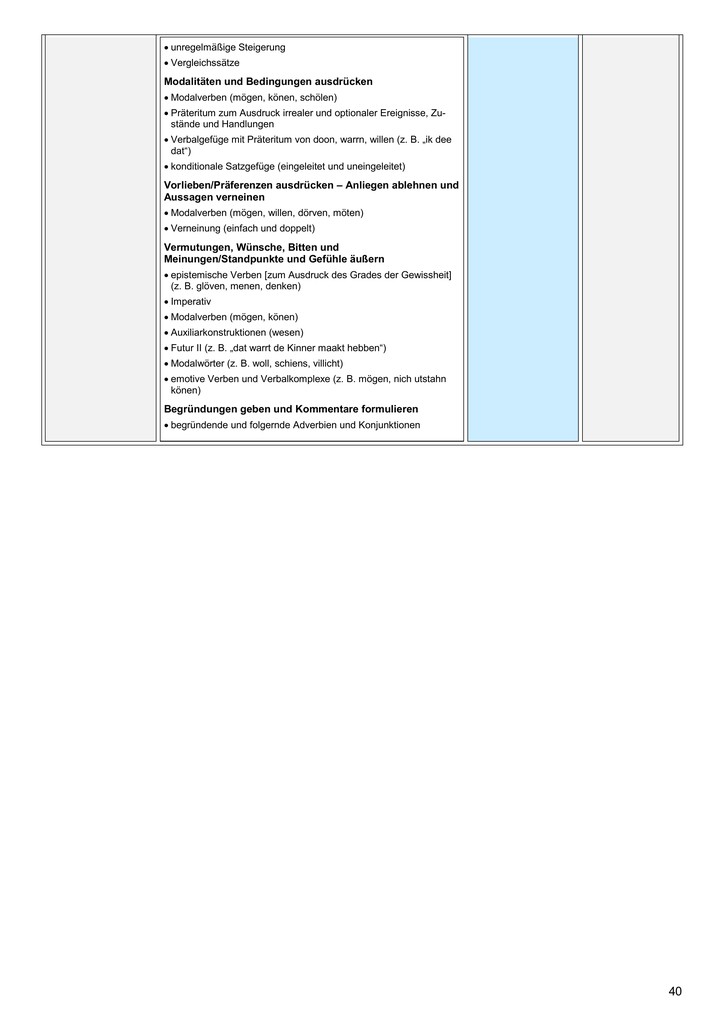 • unregelmäßige Steigerung
• Vergleichssätze
Modalitäten und Bedingungen ausdrücken
• Modalverben (mögen, könen, schölen)
• Präteritum zum Ausdruck irrealer und optionaler Ereignisse, Zu-
stände und Handlungen
• Verbalgefüge mit Präteritum von doon, warrn, willen (z. B. „ik dee
dat“)
• konditionale Satzgefüge (eingeleitet und uneingeleitet)
Vorlieben/Präferenzen ausdrücken – Anliegen ablehnen und
Aussagen verneinen
• Modalverben (mögen, willen, dörven, möten)
• Verneinung (einfach und doppelt)
Vermutungen, Wünsche, Bitten und
Meinungen/Standpunkte und Gefühle äußern
• epistemische Verben [zum Ausdruck des Grades der Gewissheit]
(z. B. glöven, menen, denken)
• Imperativ
• Modalverben (mögen, könen)
• Auxiliarkonstruktionen (wesen)
• Futur II (z. B. „dat warrt de Kinner maakt hebben“)
• Modalwörter (z. B. woll, schiens, villicht)
• emotive Verben und Verbalkomplexe (z. B. mögen, nich utstahn
könen)
Begründungen geben und Kommentare formulieren
• begründende und folgernde Adverbien und Konjunktionen
40